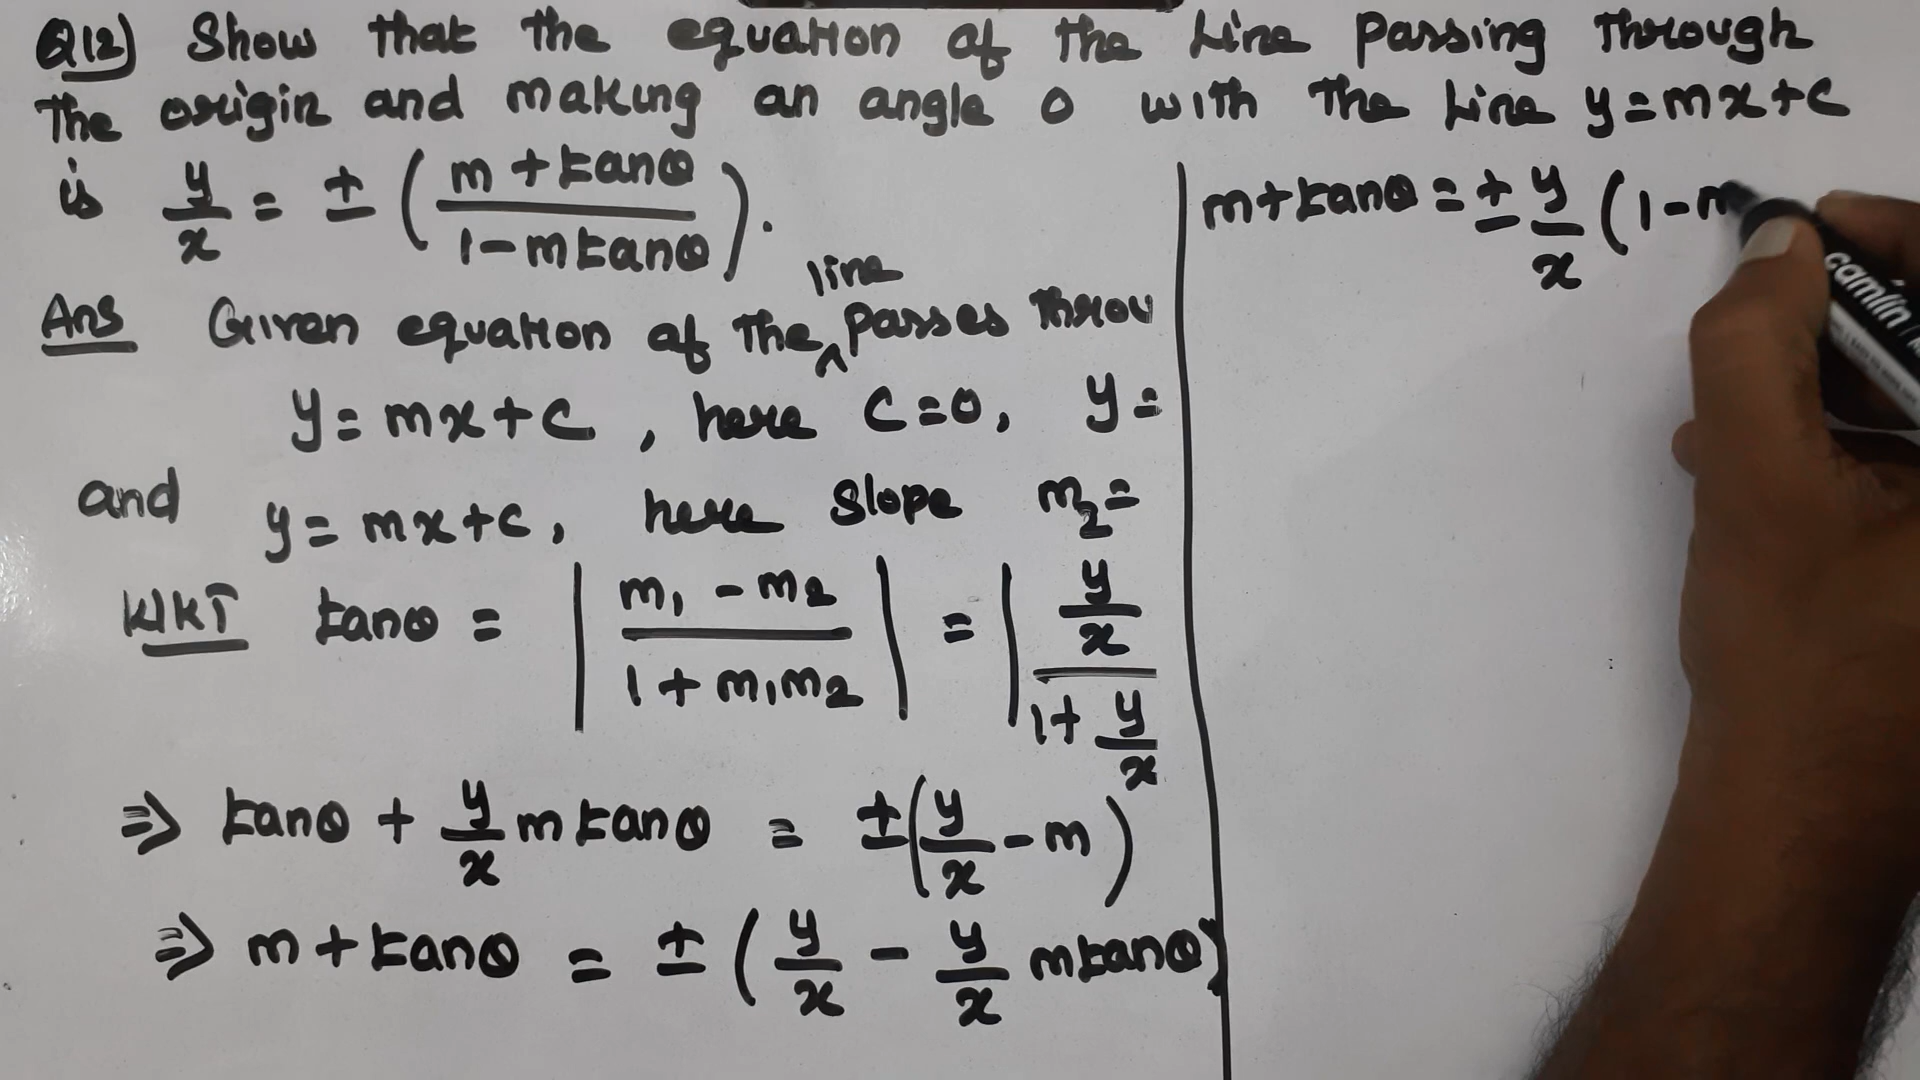 Q12) Show that the equation of the line passing through
the origin and making an angle θ with the line y=mx+c
is y/x = ± ( m+tanθ / 1-mtanθ ).
Ans Given equation of the line passes throu
y=mx+c, here c=0, y=
and y=mx+c, here slope m₂=
WKT tanθ = | m₁-m₂ / 1+m₁m₂ | = | y/x / 1+ y/x
⇒ tanθ + y/x mtanθ = ±( y/x - m )
⇒ m+tanθ = ± ( y/x - y/x mtanθ )
m+tanθ = ± y/x (1-m
camlin